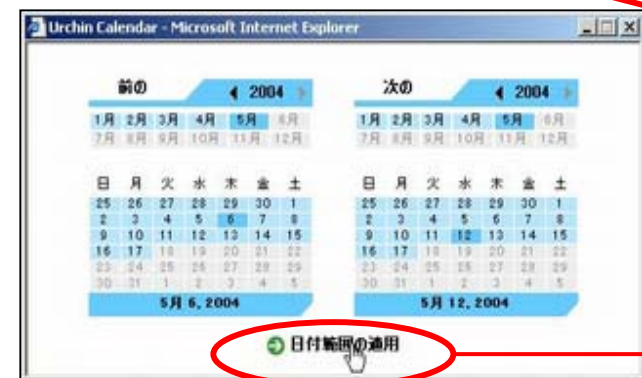 Urchin Calendar - Microsoft Internet Explorer
前の 2004
1月 2月 3月 4月 5月 6月
7月 8月 9月 10月 11月 12月
日 月 火 水 木 金 土
25 26 27 28 29 30 1
2 3 4 5 6 7 8
9 10 11 12 13 14 15
16 17 18 19 20 21 22
23 24 25 26 27 28 29
30 31 1 2 3 4 5
5月 6, 2004
次の 2004
1月 2月 3月 4月 5月 6月
7月 8月 9月 10月 11月 12月
日 月 火 水 木 金 土
25 26 27 28 29 30 1
2 3 4 5 6 7 8
9 10 11 12 13 14 15
16 17 18 19 20 21 22
23 24 25 26 27 28 29
30 31 1 2 3 4 5
5月 12, 2004
日付範囲の適用